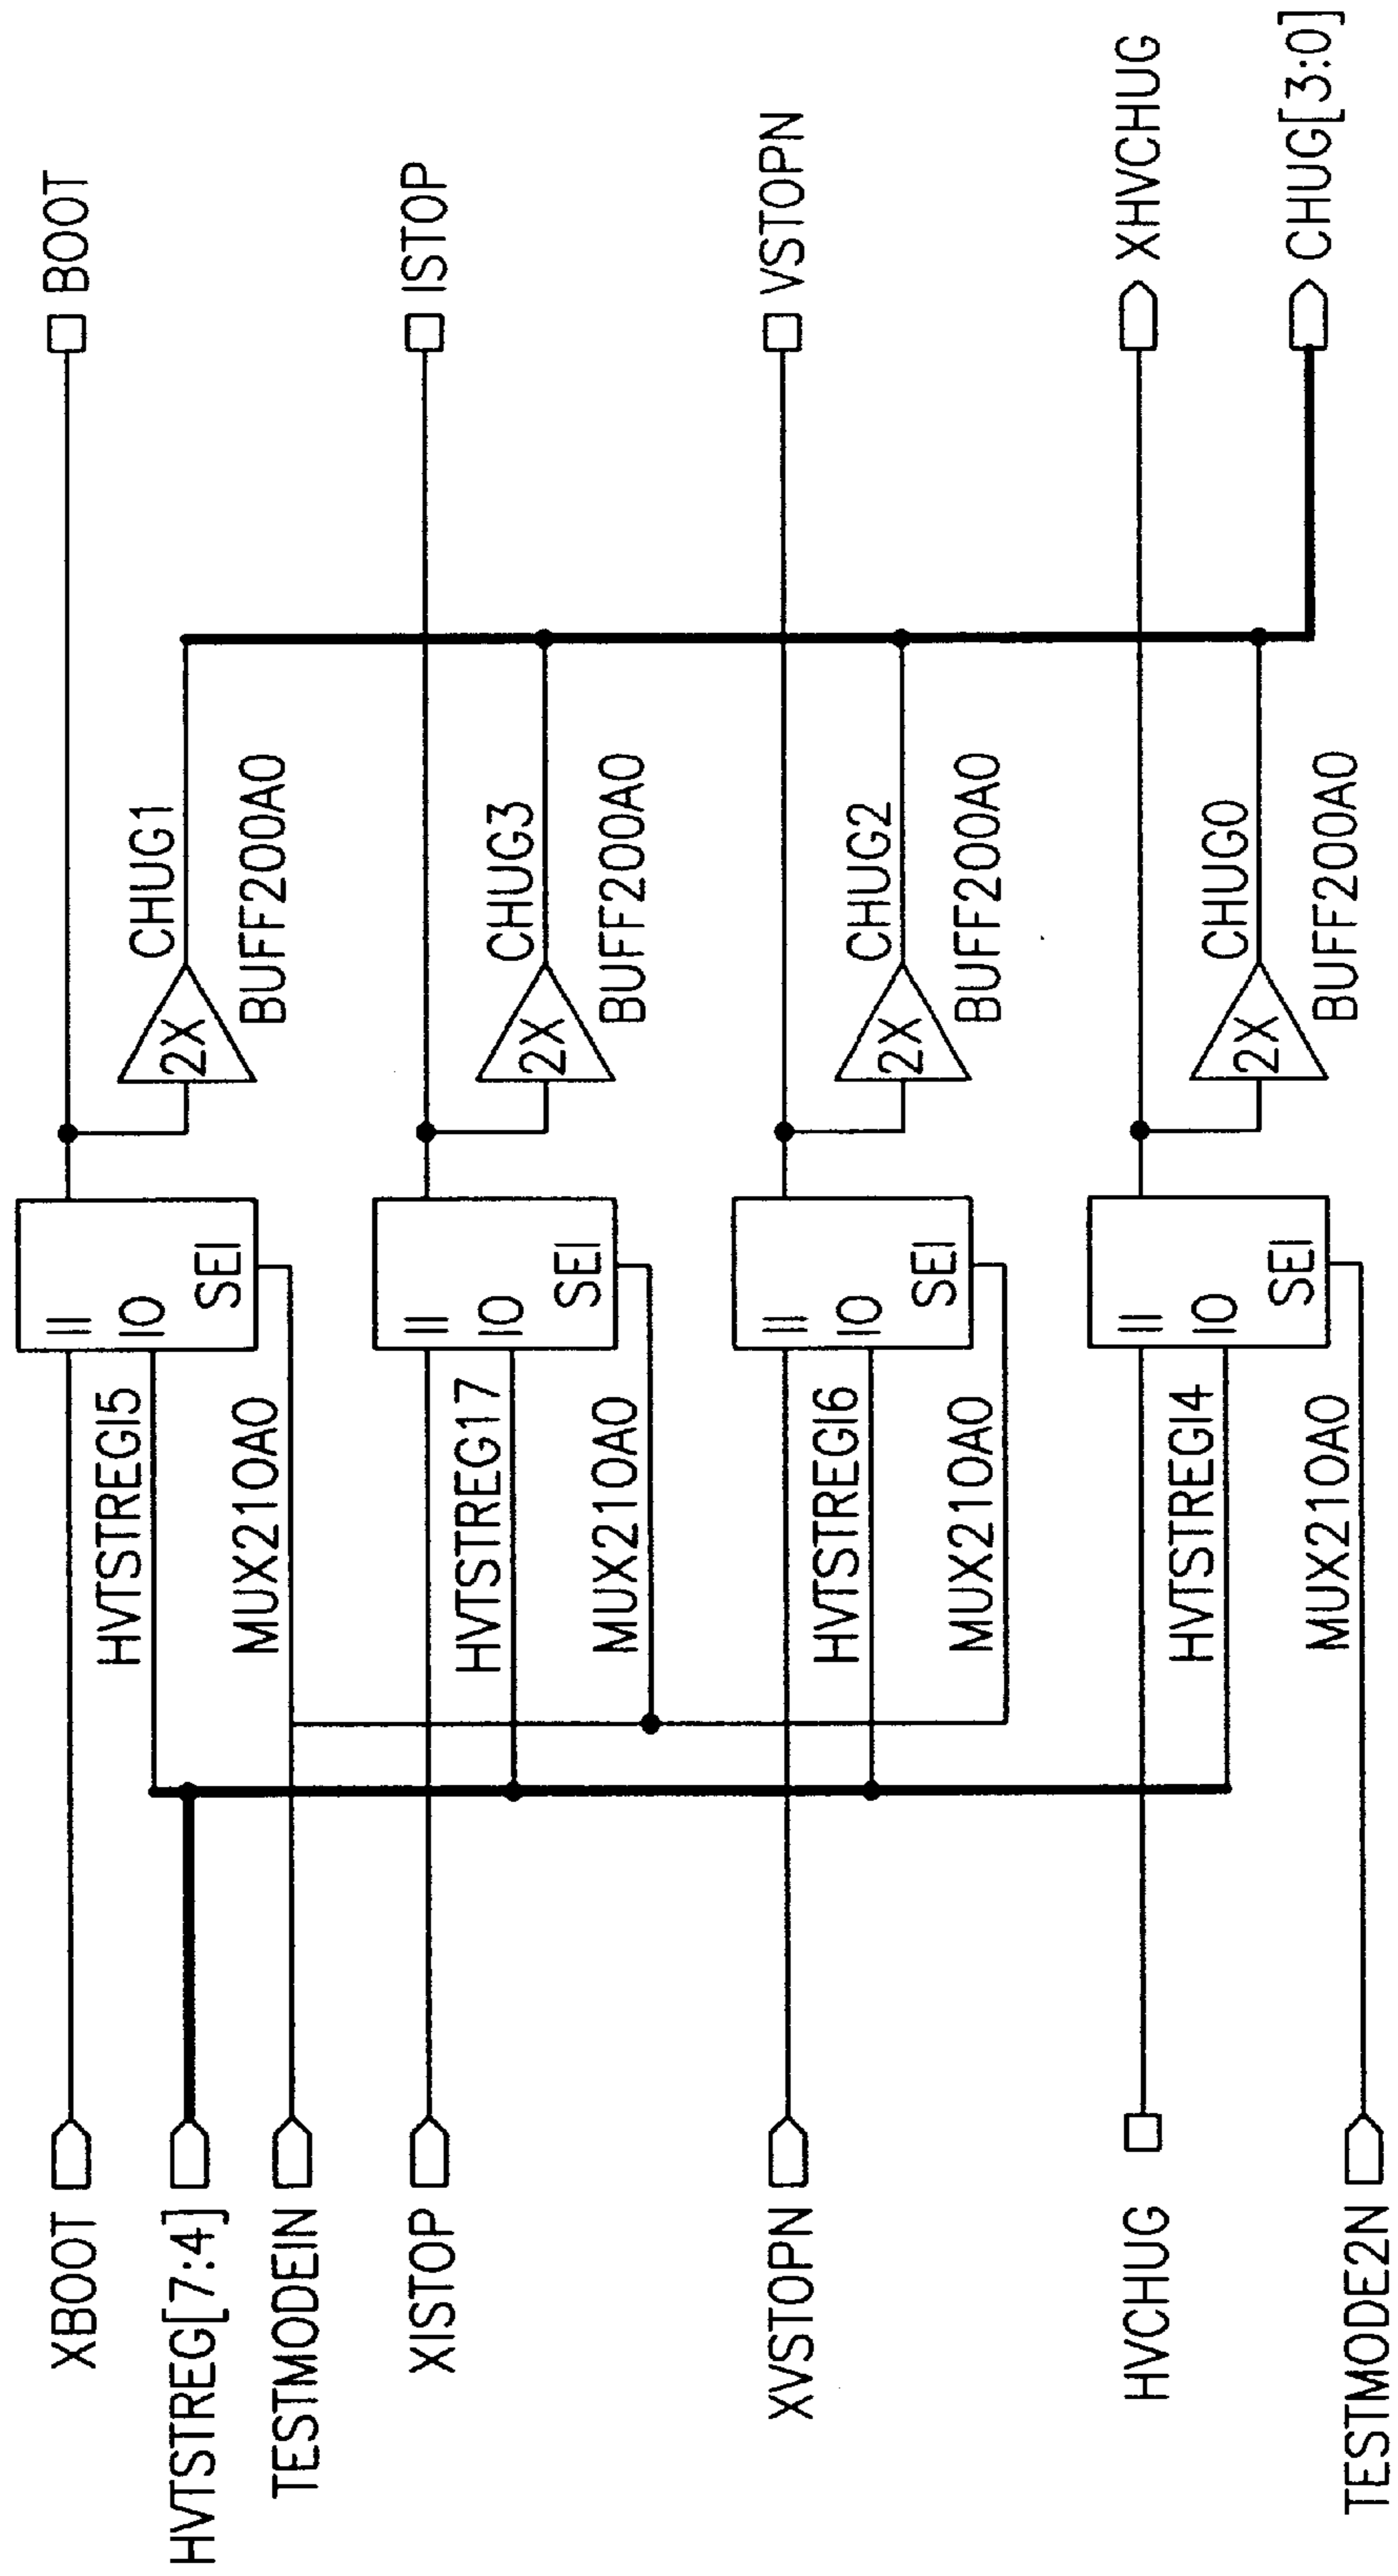 XBOOT
HVTSTREG[7:4]
TESTMODEIN
XISTOP
XVSTOPN
HVCHUG
TESTMODE2N
HVTSTREGI5
MUX210A0
II
IO
SEI
HVTSTREG17
MUX210A0
II
IO
SEI
HVTSTREGI6
MUX210A0
II
IO
SEI
HVTSTREGI4
MUX210A0
II
IO
SEI
2X
CHUG1
BUFF200A0
2X
CHUG3
BUFF200A0
2X
CHUG2
BUFF200A0
2X
CHUG0
BUFF200A0
BOOT
ISTOP
VSTOPN
XHVCHUG
CHUG[3:0]